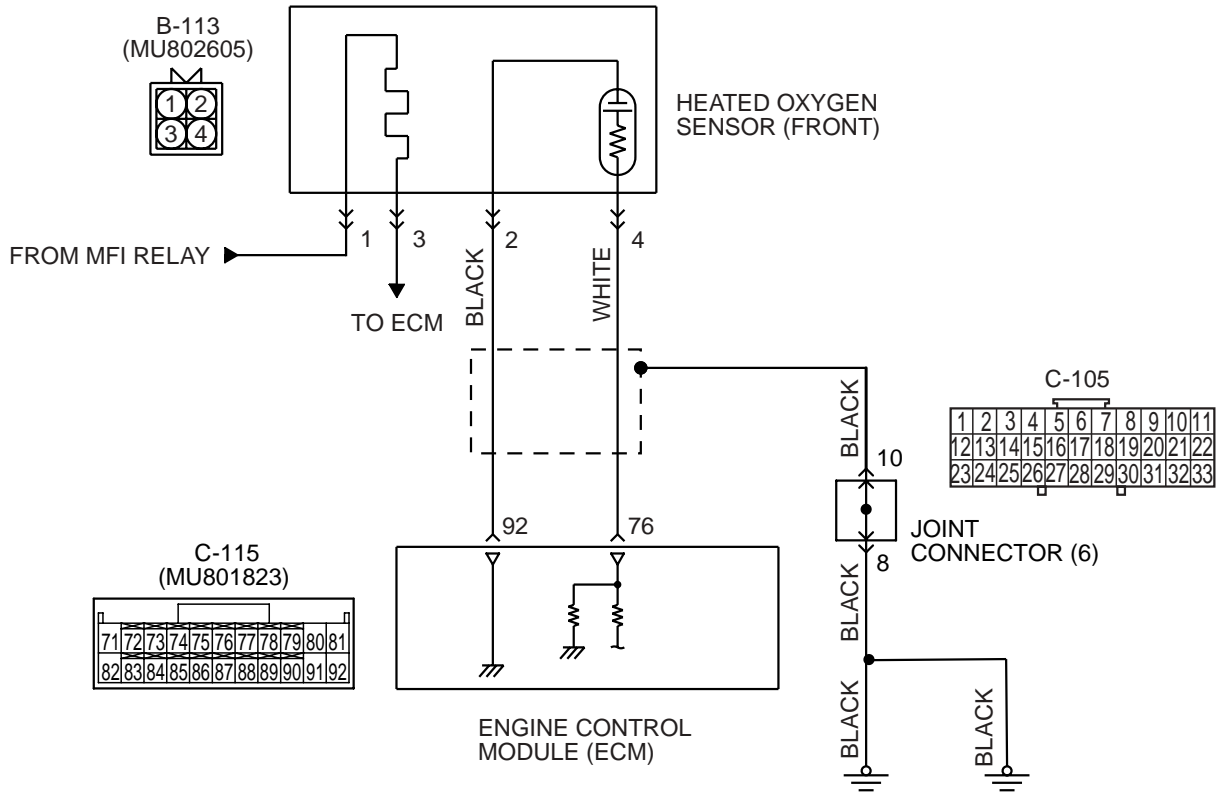 B-113
(MU802605)
1 2
3 4
HEATED OXYGEN
SENSOR (FRONT)
1
3
2
4
FROM MFI RELAY
TO ECM
BLACK
WHITE
BLACK
10
C-105
1 2 3 4 5 6 7 8 9 10 11
12 13 14 15 16 17 18 19 20 21 22
23 24 25 26 27 28 29 30 31 32 33
JOINT
CONNECTOR (6)
8
92
76
C-115
(MU801823)
71 72 73 74 75 76 77 78 79 80 81
82 83 84 85 86 87 88 89 90 91 92
BLACK
BLACK
BLACK
ENGINE CONTROL
MODULE (ECM)